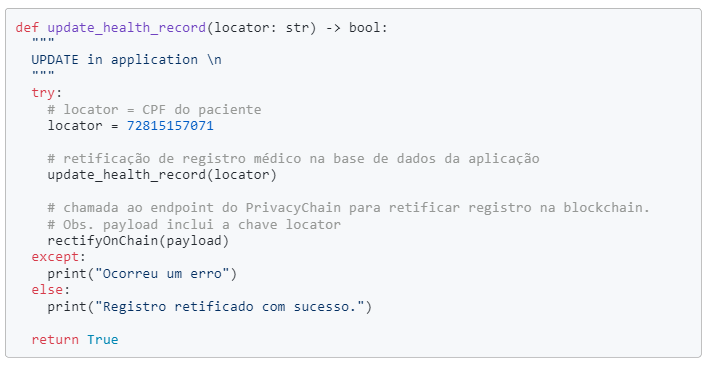 def update_health_record(locator: str) -> bool:
"""
UPDATE in application \n
"""
try:
# locator = CPF do paciente
locator = 72815157071
# retificação de registro médico na base de dados da aplicação
update_health_record(locator)
# chamada ao endpoint do PrivacyChain para retificar registro na blockchain.
# Obs. payload inclui a chave locator
rectifyOnChain(payload)
except:
print("Ocorreu um erro")
else:
print("Registro retificado com sucesso.")
return True